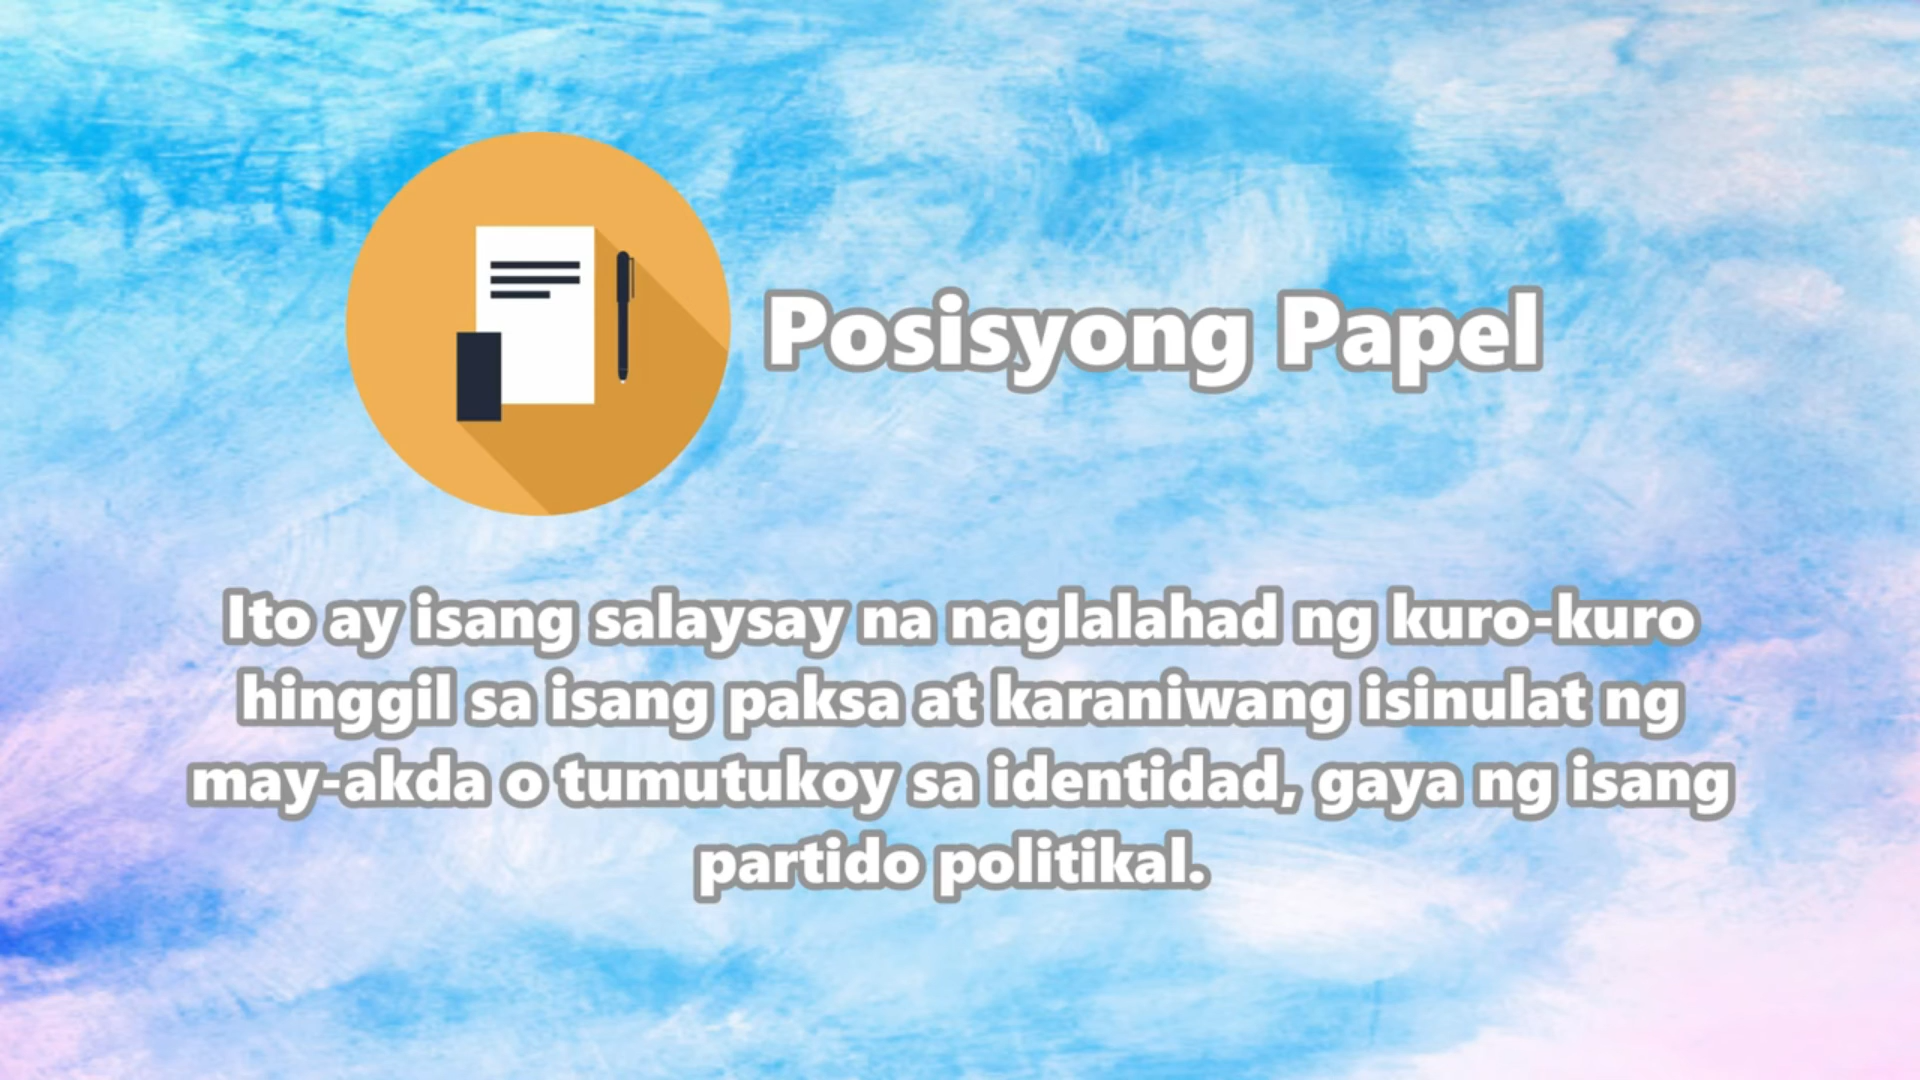 Posisyong Papel
Ito ay isang salaysay na naglalahad ng kuro-kuro
hinggil sa isang paksa at karaniwang isinulat ng
may-akda o tumutukoy sa identidad, gaya ng isang
partido politikal.